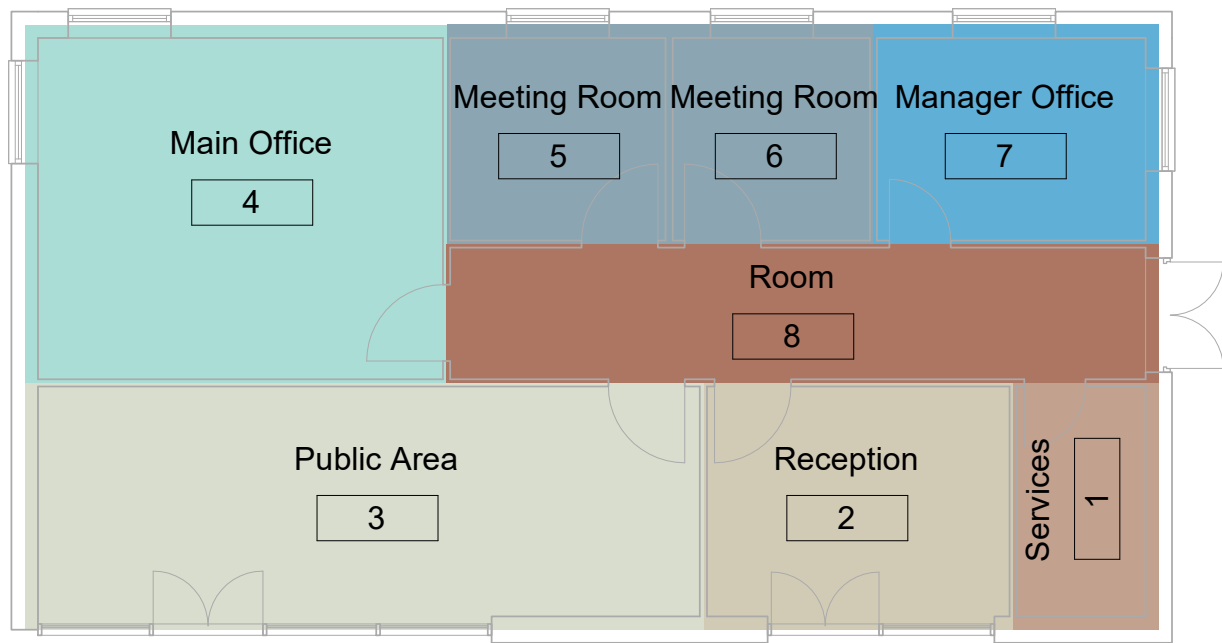 Main Office
4
Meeting Room
5
Meeting Room
6
Manager Office
7
Room
8
Public Area
3
Reception
2
Services
1